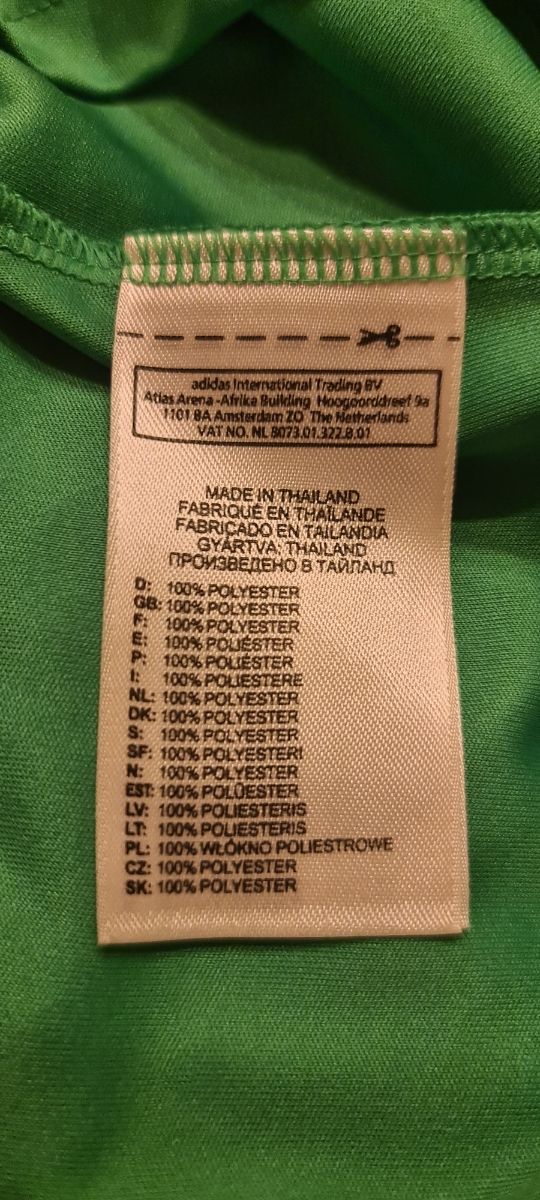 adidas International Trading BV
Atlas Arena -Afrika Building Hoogoorddreef 9a
1101 BA Amsterdam ZO The Netherlands
VAT NO. NL 8073.01.322.B.01
MADE IN THAILAND
FABRIQUÉ EN THAÏLANDE
FABRICADO EN TAILANDIA
GYÁRTVA: THAILAND
ПРОИЗВЕДЕНО В ТАЙЛАНД
D: 100% POLYESTER
GB: 100% POLYESTER
F: 100% POLYESTER
E: 100% POLIÉSTER
P: 100% POLIÉSTER
I: 100% POLIESTERE
NL: 100% POLYESTER
DK: 100% POLYESTER
S: 100% POLYESTER
SF: 100% POLYESTERI
N: 100% POLYESTER
EST: 100% POLÜESTER
LV: 100% POLIESTERIS
LT: 100% POLIESTERIS
PL: 100% WŁÓKNO POLIESTROWE
CZ: 100% POLYESTER
SK: 100% POLYESTER